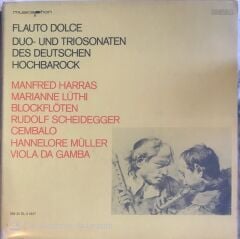 musicaphon
FLAUTO DOLCE
DUO- UND TRIOSONATEN
DES DEUTSCHEN
HOCHBAROCK
MANFRED HARRAS
MARIANNE LÜTHI
BLOCKFLÖTEN
RUDOLF SCHEIDEGGER
CEMBALO
HANNELORE MÜLLER
VIOLA DA GAMBA